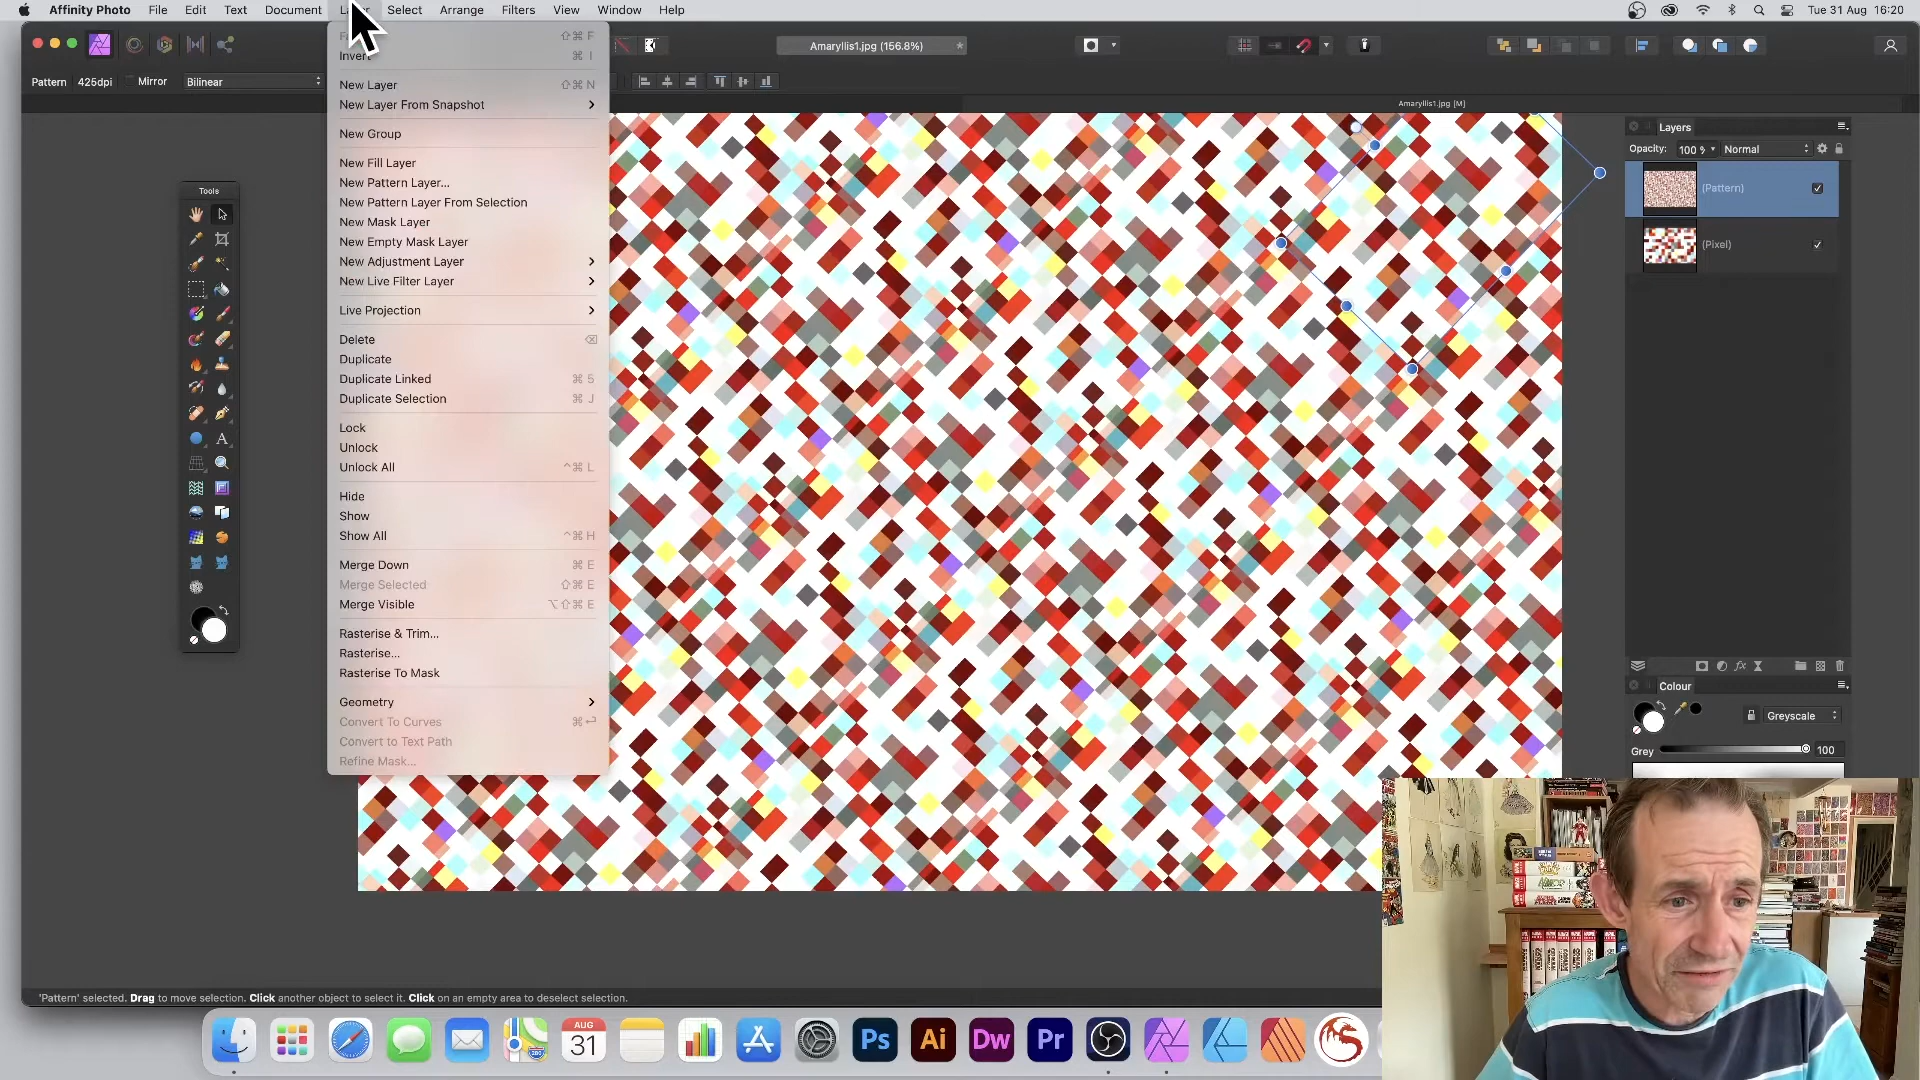 Affinity Photo File Edit Text Document Layer Select Arrange Filters View Window Help Tue 31 Aug 16:20
Amaryllis1.jpg (156.8%)
Pattern 425dpi Mirror Bilinear
Amaryllis1.jpg [M]
⇧⌘ F
Invert ⌘ I
New Layer ⇧⌘ N
New Layer From Snapshot
New Group
New Fill Layer
New Pattern Layer...
New Pattern Layer From Selection
New Mask Layer
New Empty Mask Layer
New Adjustment Layer
New Live Filter Layer
Live Projection
Delete ⌫
Duplicate
Duplicate Linked ⌘ 5
Duplicate Selection ⌘ J
Lock
Unlock
Unlock All ^⌘ L
Hide
Show
Show All ^⌘ H
Merge Down ⌘ E
Merge Selected ⇧⌘ E
Merge Visible ⌥⇧⌘ E
Rasterise & Trim...
Rasterise...
Rasterise To Mask
Geometry
Convert To Curves ⌘⏎
Convert to Text Path
Refine Mask...
Tools
Layers
Opacity: 100 % Normal
(Pattern)
(Pixel)
Colour
Greyscale
Grey 100
'Pattern' selected. Drag to move selection. Click another object to select it. Click on an empty area to deselect selection.
AUG
31
280
Ps Ai Dw Pr